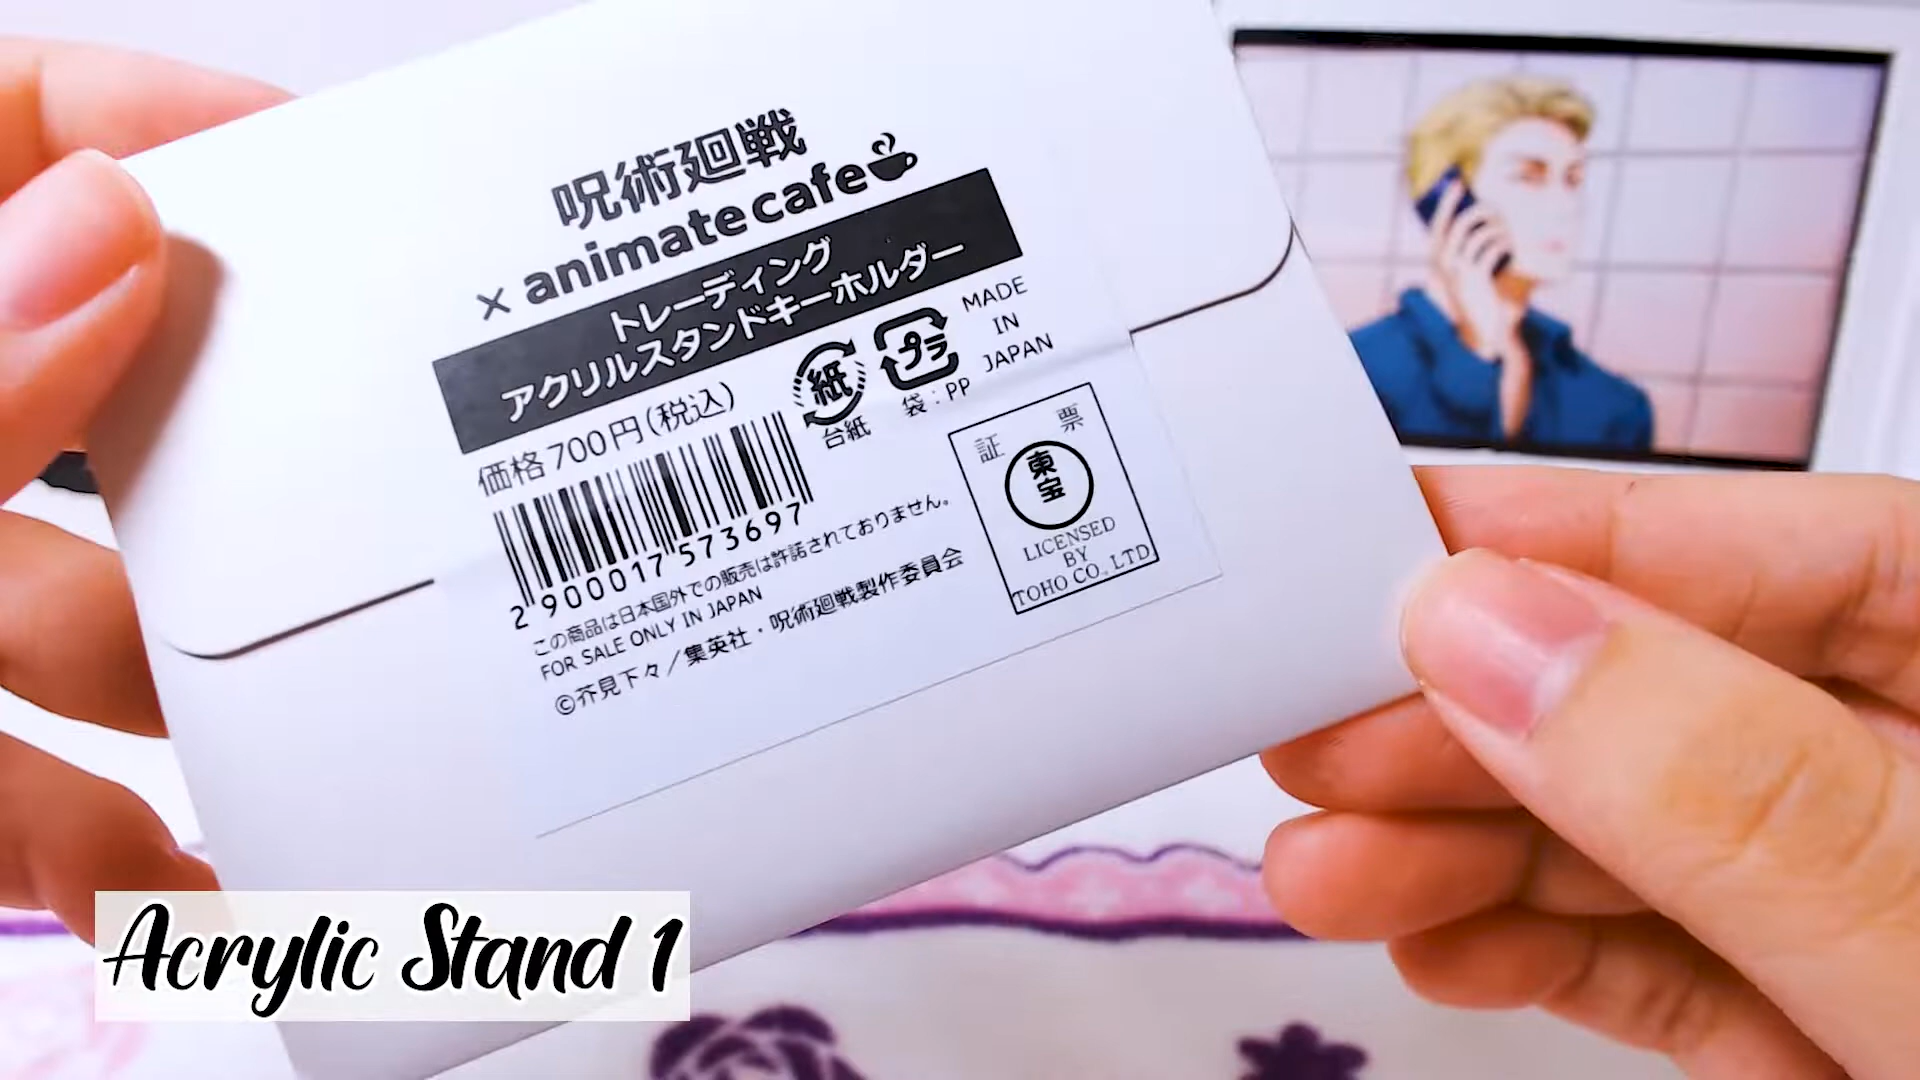 呪術廻戦
× animatecafe
トレーディング
アクリルスタンドキーホルダー
価格700円(税込)
紙
台紙
プラ
袋:PP
MADE
IN
JAPAN
2900017573697
この商品は日本国外での販売は許諾されておりません。
FOR SALE ONLY IN JAPAN
©芥見下々/集英社・呪術廻戦製作委員会
証票
東宝
LICENSED
BY
TOHO CO., LTD
Acrylic Stand 1